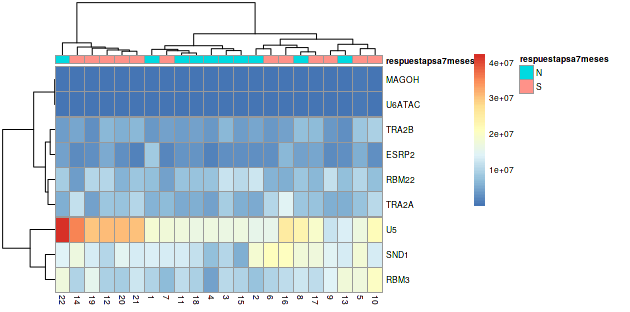 respuestapsa7meses
MAGOH
U6ATAC
TRA2B
ESRP2
RBM22
TRA2A
U5
SND1
RBM3
22 14 19 12 20 21 1 7 11 18 4 3 15 2 6 16 8 17 9 13 5 10
4e+07
3e+07
2e+07
1e+07
respuestapsa7meses
N
S